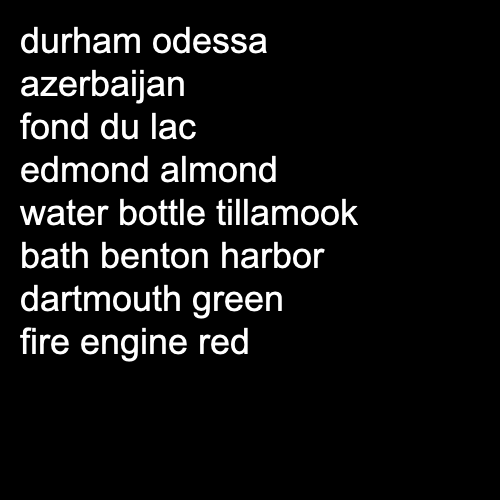 durham odessa
azerbaijan
fond du lac
edmond almond
water bottle tillamook
bath benton harbor
dartmouth green
fire engine red